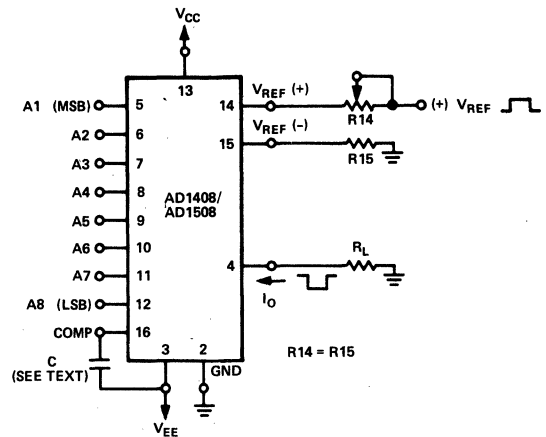 VCC
13
A1 (MSB) 5
14 VREF (+)
R14
(+) VREF
A2 6
15 VREF (–)
R15
A3 7
A4 8
AD1408/
AD1508
A5 9
A6 10
A7 11
4
RL
IO
A8 (LSB) 12
COMP 16
R14 = R15
C
(SEE TEXT)
3
2
GND
VEE